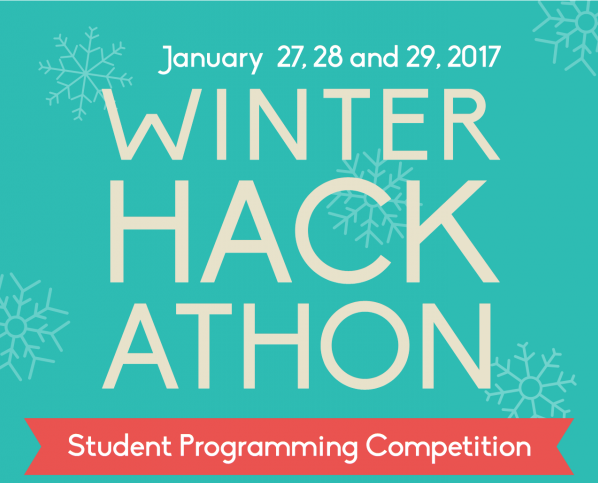 January 27, 28 and 29, 2017
WINTER
HACK
ATHON
Student Programming Competition